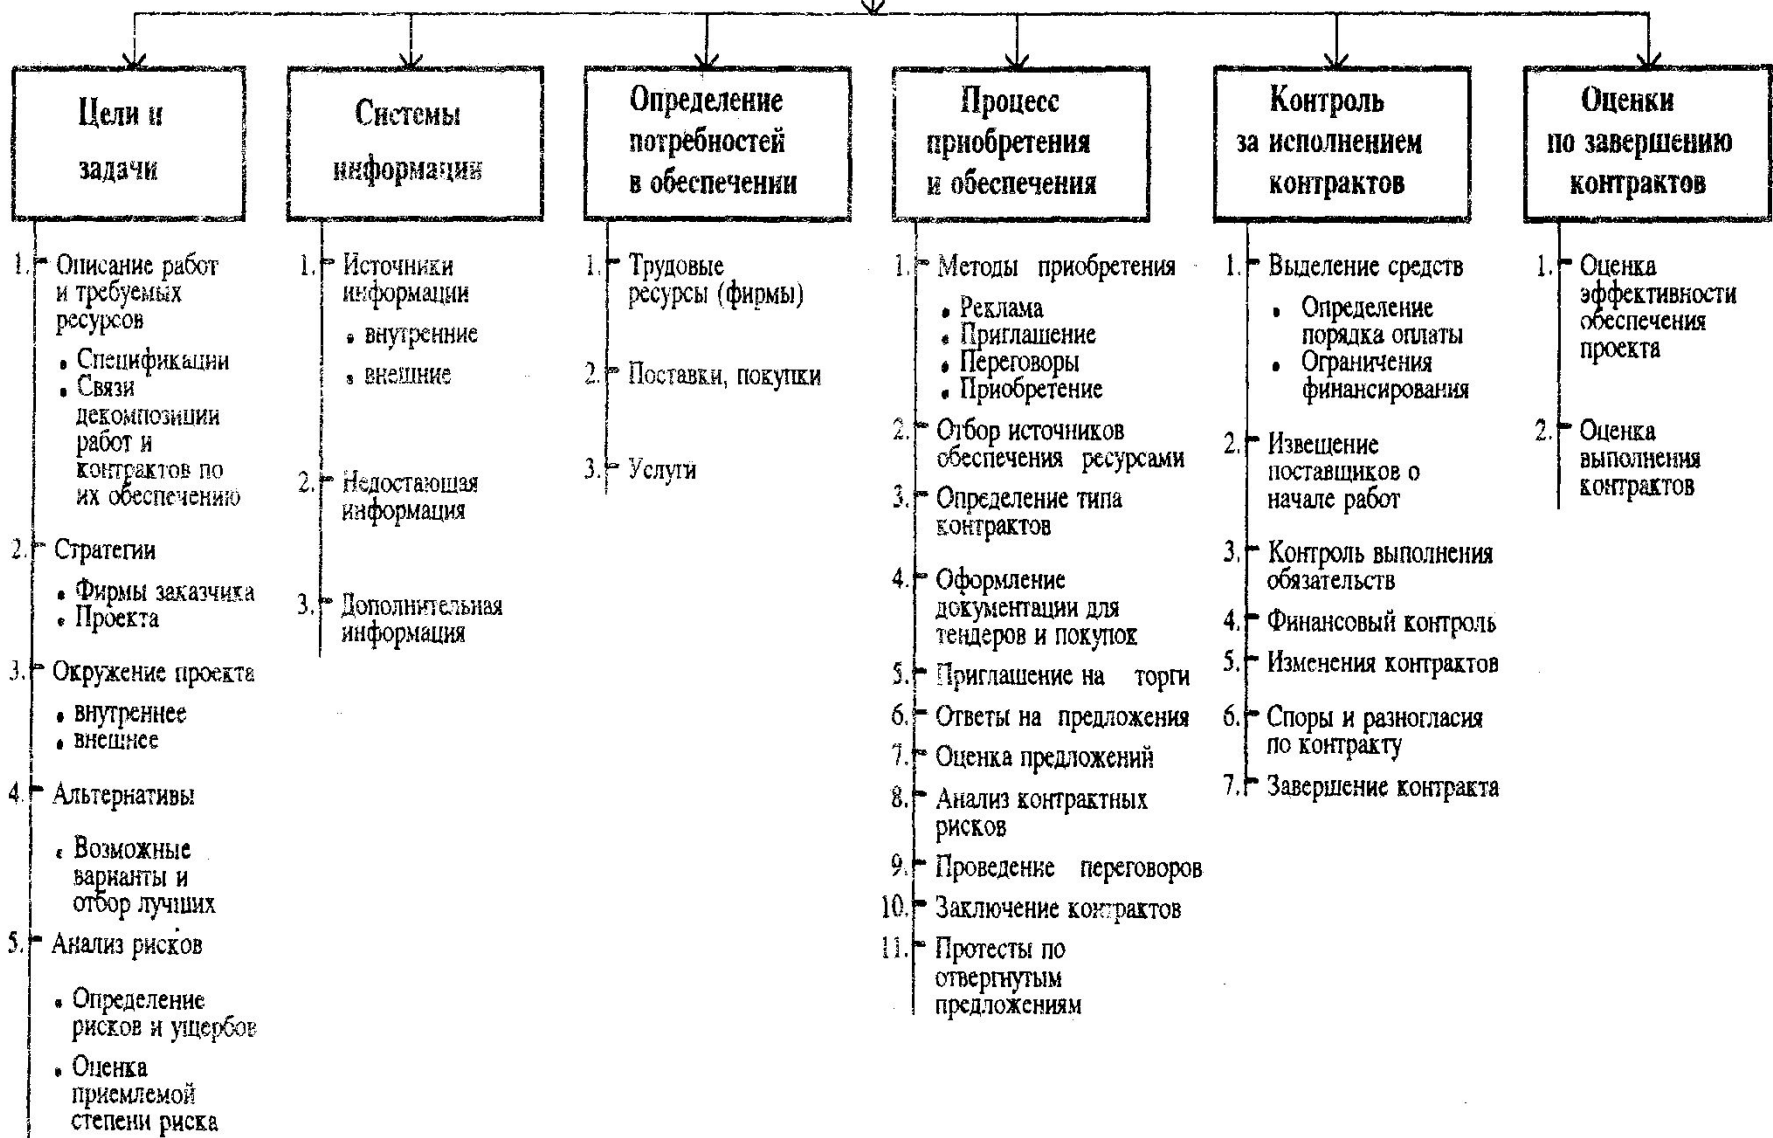 Цели и
задачи
1. Описание работ
и требуемых
ресурсов
• Спецификации
• Связи
декомпозиции
работ и
контрактов по
их обеспечению
2. Стратегии
• Фирмы заказчика
• Проекта
3. Окружение проекта
• внутреннее
• внешнее
4. Альтернативы
• Возможные
варианты и
отбор лучших
5. Анализ рисков
• Определение
рисков и ущербов
• Оценка
приемлемой
степени риска
Системы
информации
1. Источники
информации
• внутренние
• внешние
2. Недостающая
информация
3. Дополнительная
информация
Определение
потребностей
в обеспечении
1. Трудовые
ресурсы (фирмы)
2. Поставки, покупки
3. Услуги
Процесс
приобретения
и обеспечения
1. Методы приобретения
• Реклама
• Приглашение
• Переговоры
• Приобретение
2. Отбор источников
обеспечения ресурсами
3. Определение типа
контрактов
4. Оформление
документации для
тендеров и покупок
5. Приглашение на торги
6. Ответы на предложения
7. Оценка предложений
8. Анализ контрактных
рисков
9. Проведение переговоров
10. Заключение контрактов
11. Протесты по
отвергнутым
предложениям
Контроль
за исполнением
контрактов
1. Выделение средств
• Определение
порядка оплаты
• Ограничения
финансирования
2. Извещение
поставщиков о
начале работ
3. Контроль выполнения
обязательств
4. Финансовый контроль
5. Изменения контрактов
6. Споры и разногласия
по контракту
7. Завершение контракта
Оценки
по завершению
контрактов
1. Оценка
эффективности
обеспечения
проекта
2. Оценка
выполнения
контрактов